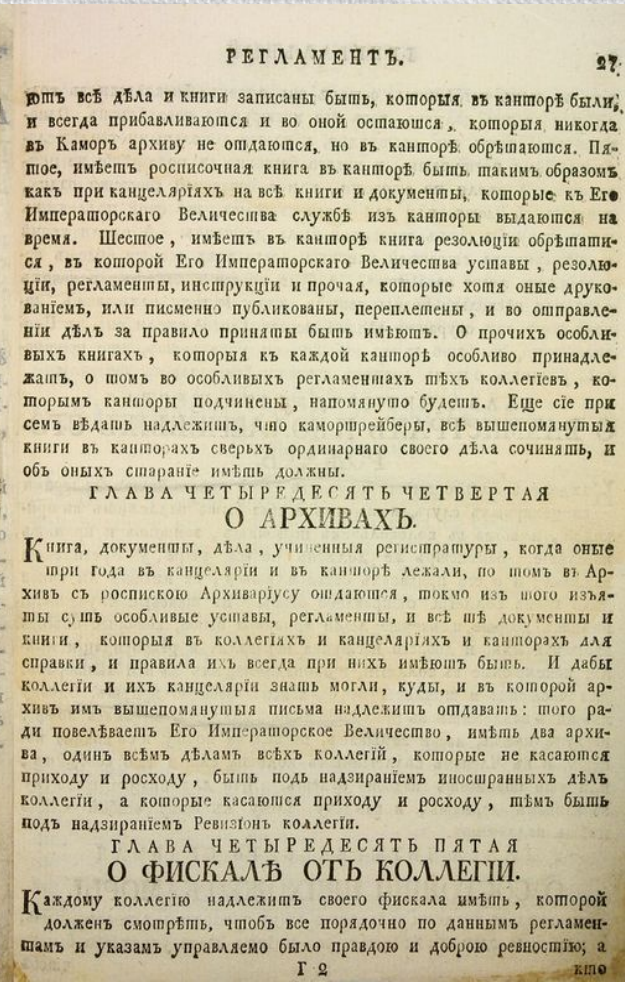 РЕГЛАМЕНТЪ. 27
ютъ всѣ дѣла и книги записаны быть, которыя въ канторѣ были,
и всегда прибавливаются и во оной остаются, которыя никогда
въ Каморъ архиву не отдаются, но въ канторѣ обрѣтаются. Пя-
тое, имѣетъ росписочная книга въ канторѣ быть такимъ образомъ
какъ при канцеляріяхъ на всѣ книги и документы, которые къ Его
Императорскаго Величества службѣ изъ канторы выдаются на
время. Шестое, имѣетъ въ канторѣ книга резолюціи обрѣтати-
ся, въ которой Его Императорскаго Величества уставы, резолю-
ціи, регламенты, инструкціи и прочая, которые хотя оные друко-
ваніемъ, или писменно публикованы, переплетены, и во отправле-
ніи дѣлъ за правило приняты быть имѣютъ. О прочихъ особли-
выхъ книгахъ, которыя къ каждой канторѣ особливо принадле-
жатъ, о томъ во особливыхъ регламентахъ тѣхъ коллегіевъ, ко-
торымъ канторы подчинены, напомянуто будетъ. Еще сіе при
семъ вѣдать надлежитъ, что камортрейберы, всѣ вышепомянутыя
книги въ канторахъ сверьхъ ординарнаго своего дѣла сочинять, и
объ оныхъ стараніе имѣть должны.
ГЛАВА ЧЕТЫРЕДЕСЯТЬ ЧЕТВЕРТАЯ
О АРХИВАХЪ.
Книга, документы, дѣла, учиненныя регистратуры, когда оные
три года въ канцеляріи и въ канторѣ лежали, по томъ въ Ар-
хивъ съ роспискою Архиваріусу отдаются, токмо изъ того изъя-
ты суть особливые уставы, регламенты, и всѣ тѣ документы и
книги, которыя въ коллегіяхъ и канцеляріяхъ и канторахъ для
справки, и правила ихъ всегда при нихъ имѣютъ быть. И дабы
коллегіи и ихъ канцеляріи знать могли, куды, и въ которой ар-
хивъ имъ вышепомянутыя письма надлежитъ отдавать: того ра-
ди повелѣваетъ Его Императорское Величество, имѣть два архи-
ва, одинъ всѣмъ дѣламъ всѣхъ коллегій, которые не касаются
приходу и росходу, быть подъ надзираніемъ иностранныхъ дѣлъ
коллегіи, а которые касаются приходу и росходу, тѣмъ быть
подъ надзираніемъ Ревизіонъ коллегіи.
ГЛАВА ЧЕТЫРЕДЕСЯТЬ ПЯТАЯ
О ФИСКАЛѢ ОТЬ КОЛЛЕГІИ.
Каждому коллегію надлежитъ своего фискала имѣть, которой
долженъ смотрѣть, чтобъ все порядочно по даннымъ регламен-
тамъ и указамъ управляемо было правдою и доброю ревностію; а
Г 2 кто